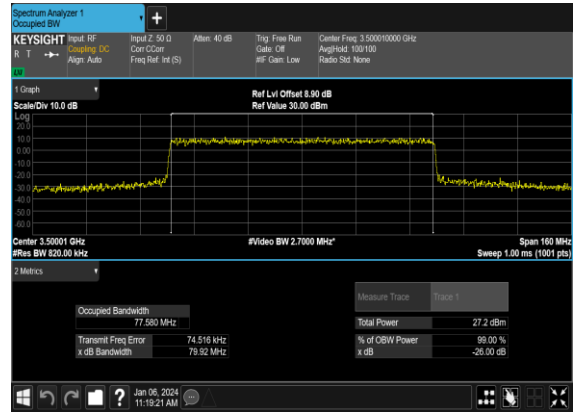 Spectrum Analyzer 1
Occupied BW
KEYSIGHT Input: RF Input Z: 50 Ω Atten: 40 dB Trig: Free Run Center Freq: 3.500010000 GHz
R T Coupling: DC Corr CCorr Gate: Off Avg|Hold: 100/100
Align: Auto Freq Ref: Int (S) #IF Gain: Low Radio Std: None
LW
1 Graph
Ref Lvl Offset 8.90 dB
Scale/Div 10.0 dB Ref Value 30.00 dBm
Log
20.0
10.0
0.00
-10.0
-20.0
-30.0
-40.0
-50.0
-60.0
Center 3.50001 GHz #Video BW 2.7000 MHz* Span 160 MHz
#Res BW 820.00 kHz Sweep 1.00 ms (1001 pts)
2 Metrics
Measure Trace Trace 1
Occupied Bandwidth
77.580 MHz Total Power 27.2 dBm
Transmit Freq Error 74.516 kHz % of OBW Power 99.00 %
x dB Bandwidth 79.92 MHz x dB -26.00 dB
? Jan 06, 2024
11:19:21 AM